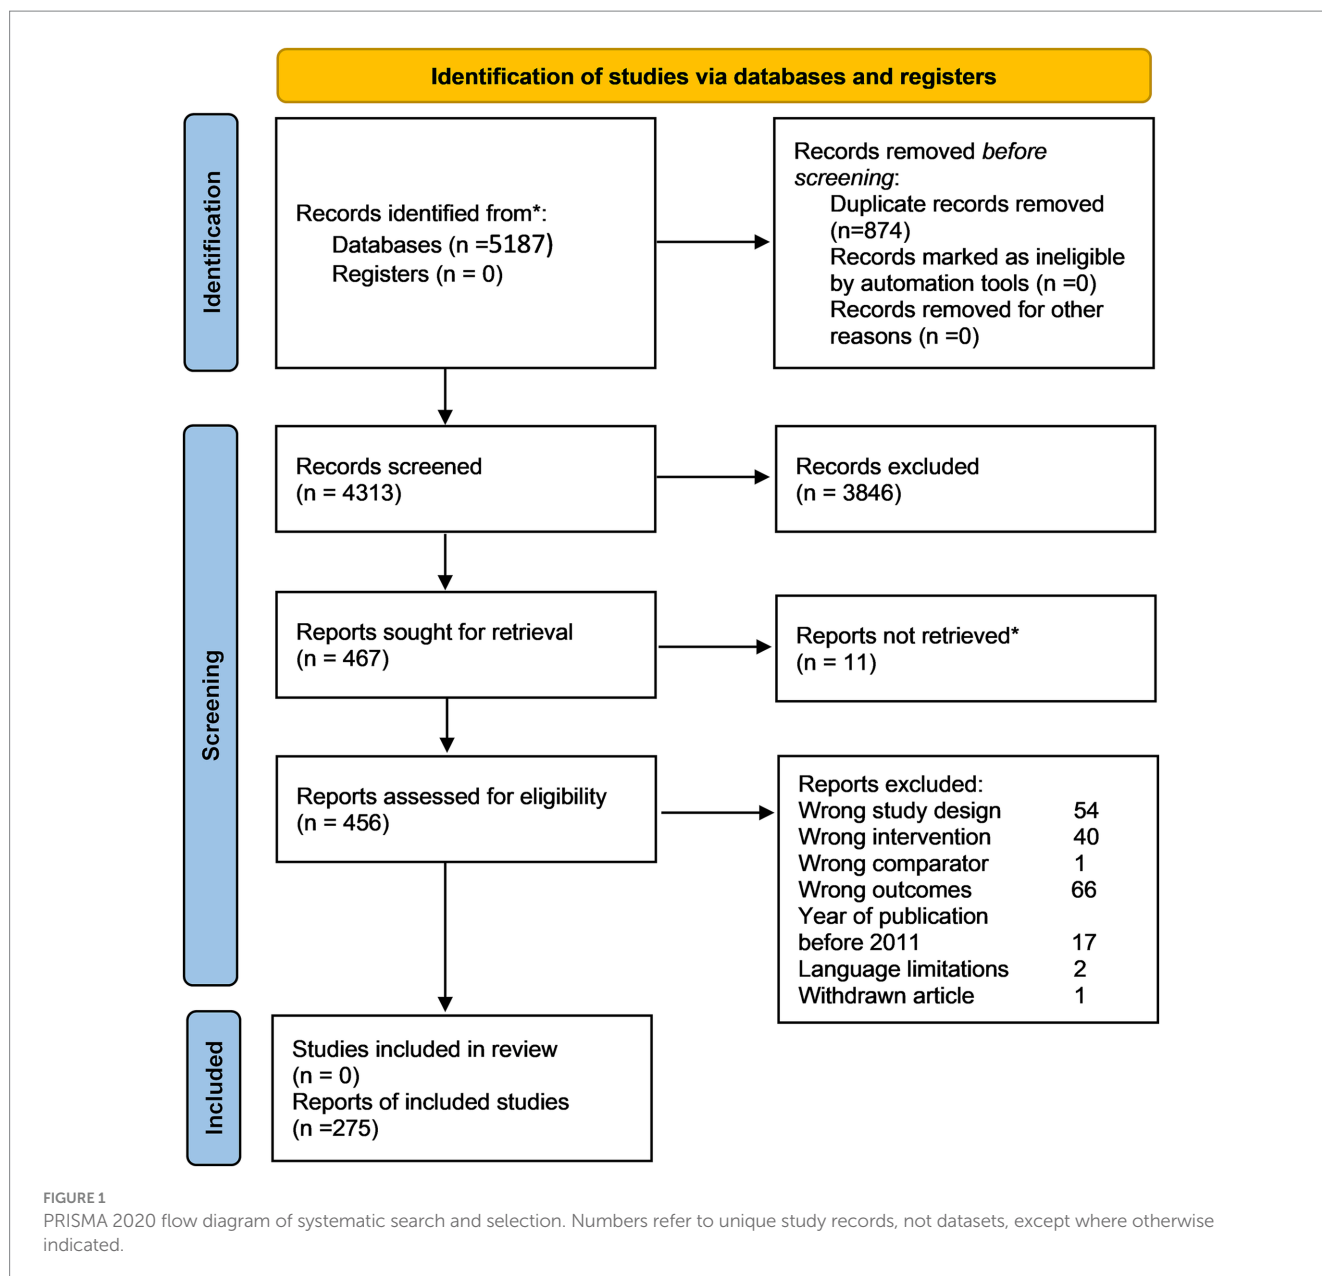 Identification of studies via databases and registers
Identification
Records identified from*:
Databases (n =5187)
Registers (n = 0)
Records removed before
screening:
Duplicate records removed
(n=874)
Records marked as ineligible
by automation tools (n =0)
Records removed for other
reasons (n =0)
Screening
Records screened
(n = 4313)
Records excluded
(n = 3846)
Reports sought for retrieval
(n = 467)
Reports not retrieved*
(n = 11)
Reports assessed for eligibility
(n = 456)
Reports excluded:
Wrong study design 54
Wrong intervention 40
Wrong comparator 1
Wrong outcomes 66
Year of publication
before 2011 17
Language limitations 2
Withdrawn article 1
Included
Studies included in review
(n = 0)
Reports of included studies
(n =275)
FIGURE 1
PRISMA 2020 flow diagram of systematic search and selection. Numbers refer to unique study records, not datasets, except where otherwise
indicated.